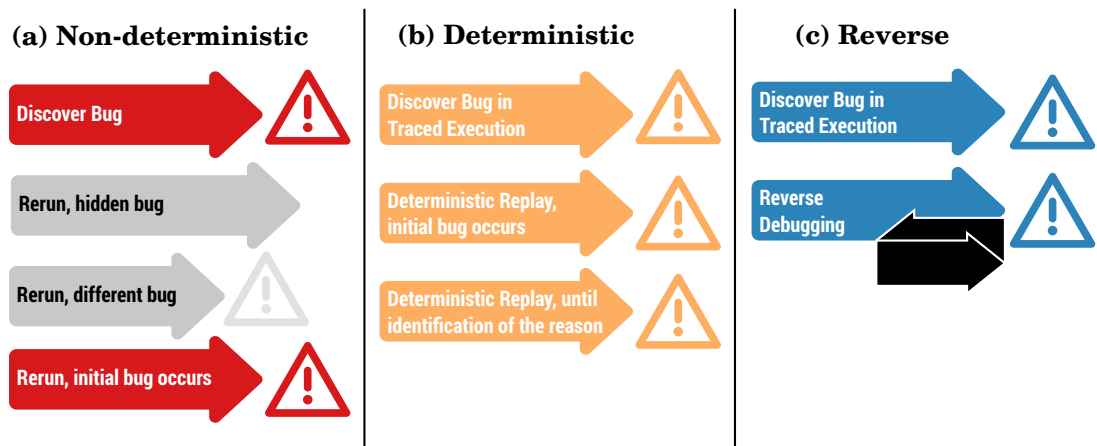 (a) Non-deterministic
Discover Bug
Rerun, hidden bug
Rerun, different bug
Rerun, initial bug occurs
(b) Deterministic
Discover Bug in
Traced Execution
Deterministic Replay,
initial bug occurs
Deterministic Replay, until
identification of the reason
(c) Reverse
Discover Bug in
Traced Execution
Reverse
Debugging